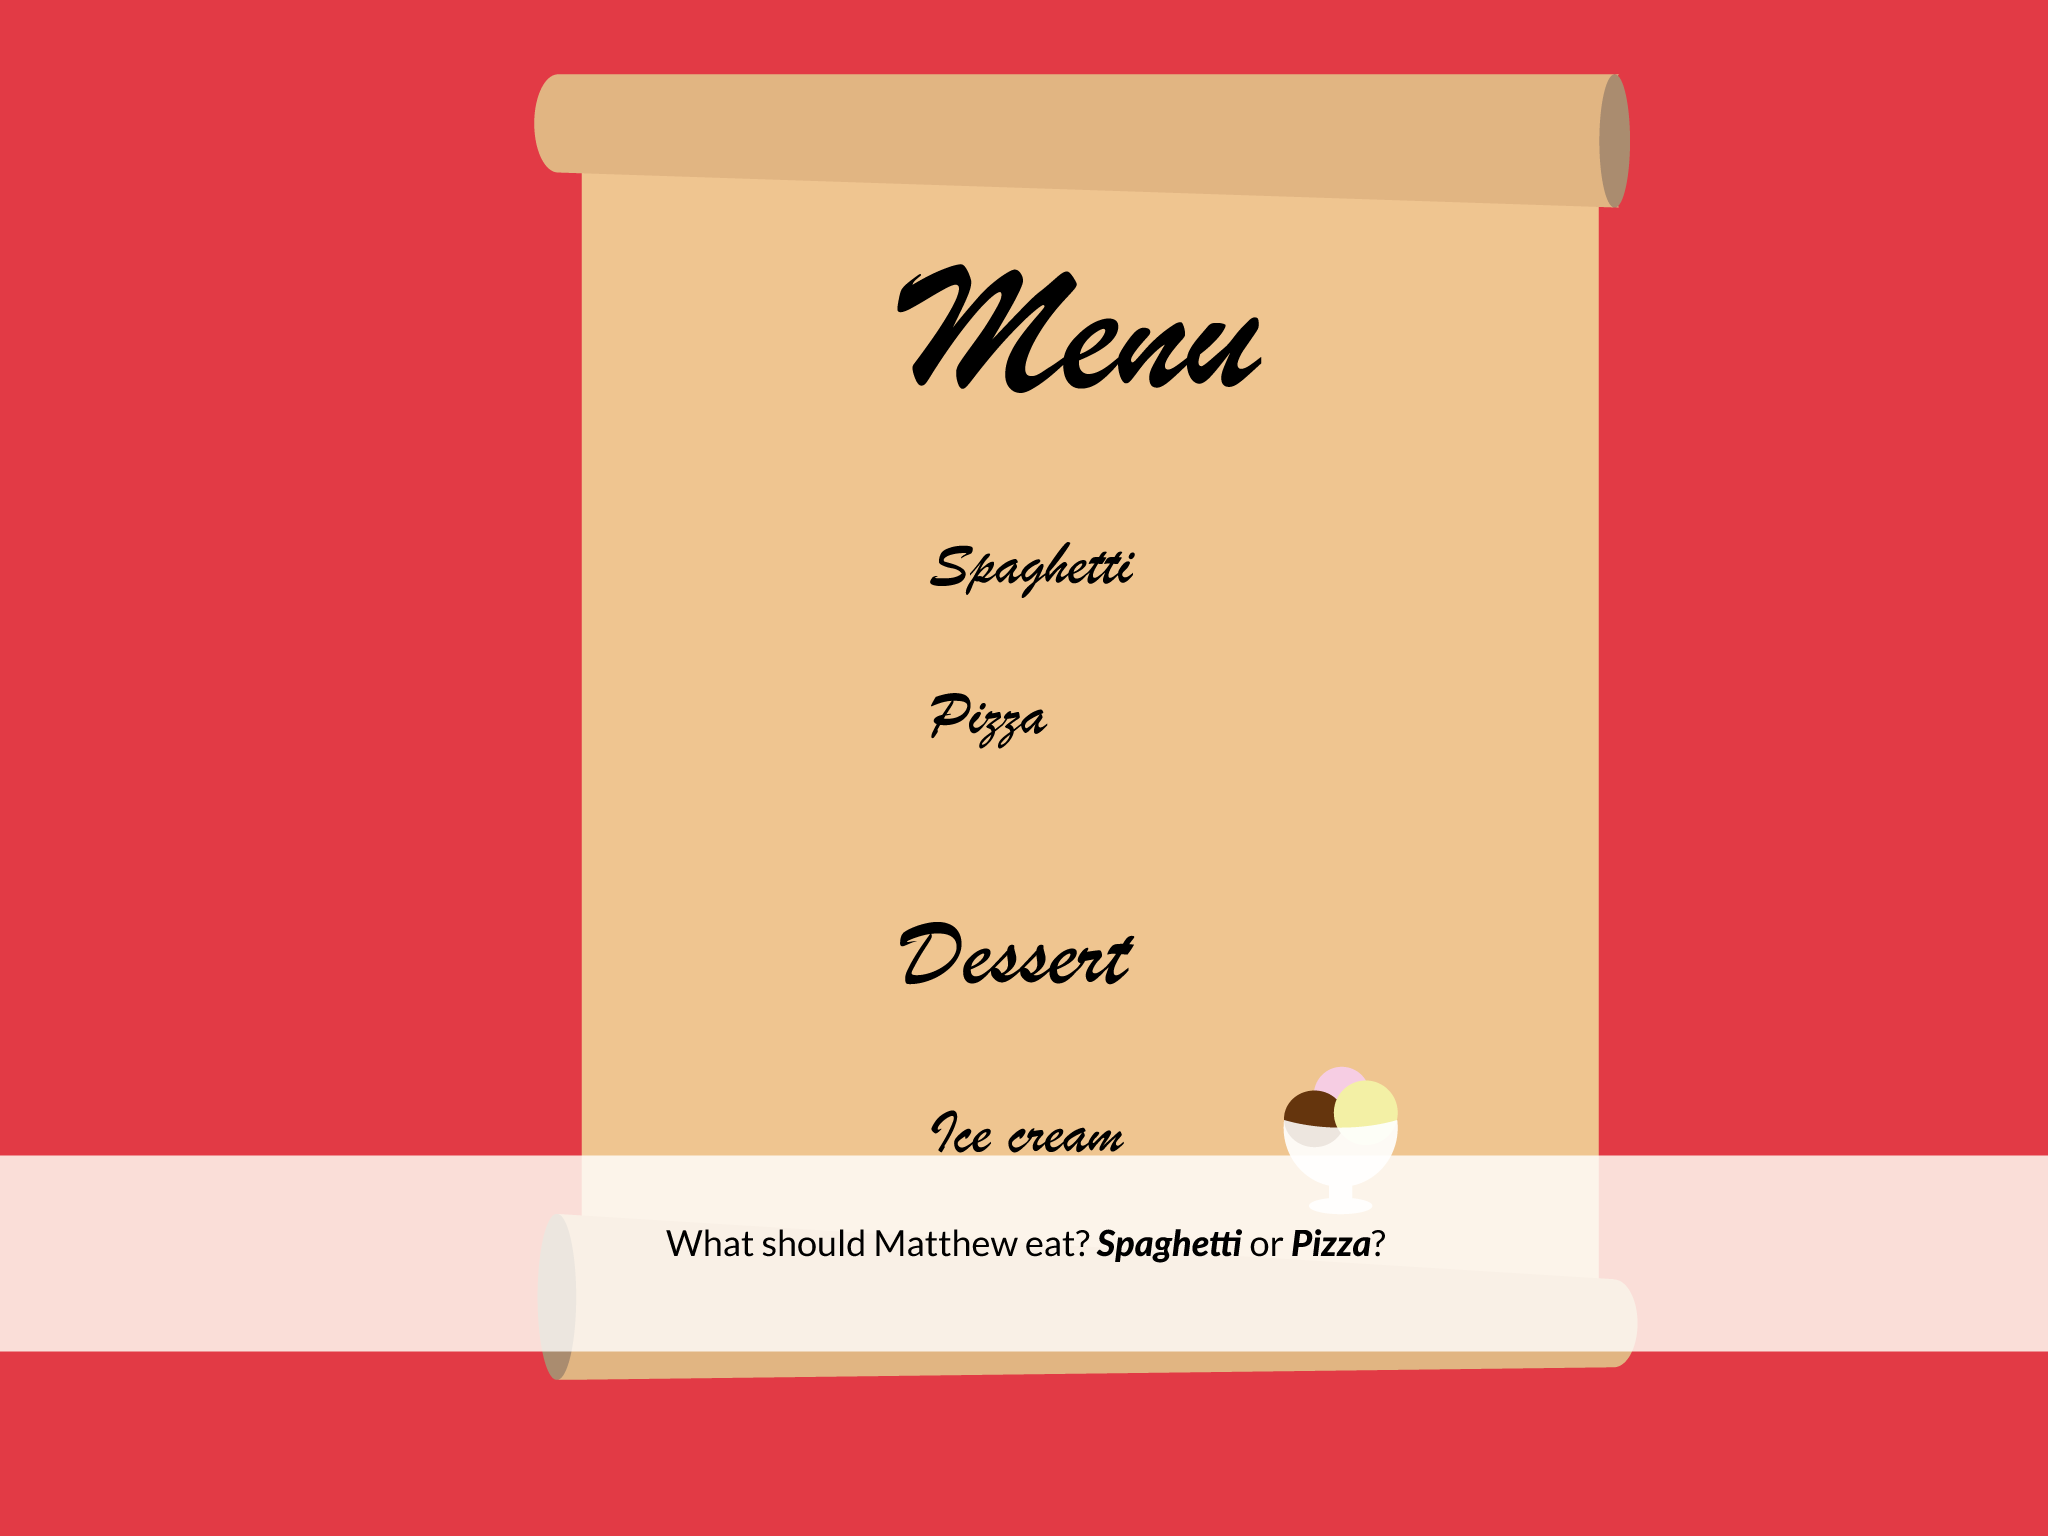 Menu
Spaghetti
Pizza
Dessert
Ice cream
What should Matthew eat? Spaghetti or Pizza?